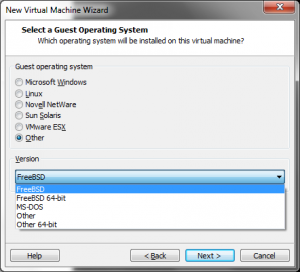 New Virtual Machine Wizard
Select a Guest Operating System
Which operating system will be installed on this virtual machine?
Guest operating system
Microsoft Windows
Linux
Novell NetWare
Sun Solaris
VMware ESX
Other
Version
FreeBSD
FreeBSD
FreeBSD 64-bit
MS-DOS
Other
Other 64-bit
Help < Back Next > Cancel